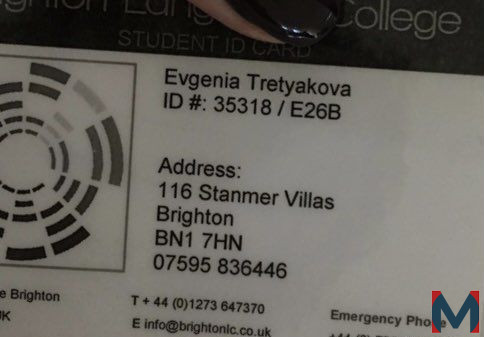 College
STUDENT ID CARD
Evgenia Tretyakova
ID #: 35318 / E26B
Address:
116 Stanmer Villas
Brighton
BN1 7HN
07595 836446
Brighton
T + 44 (0)1273 647370
E info@brightonlc.co.uk
Emergency Phone
M